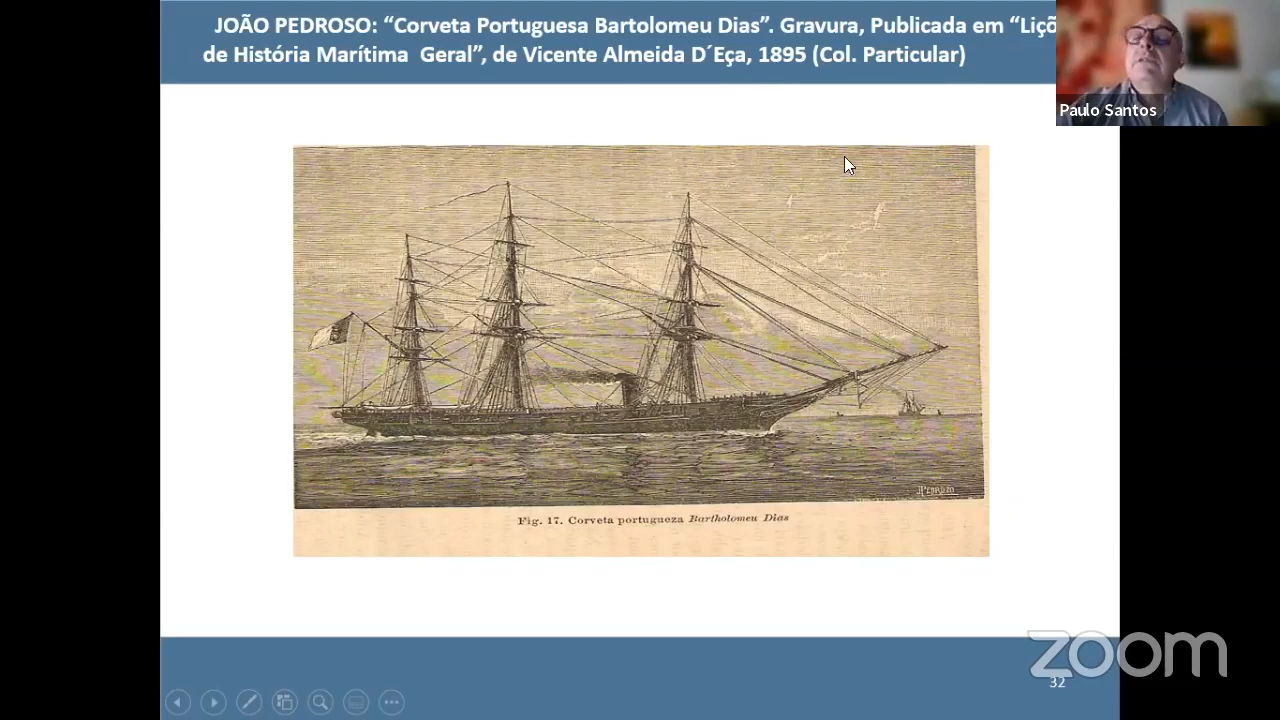 JOÃO PEDROSO: “Corveta Portuguesa Bartolomeu Dias”. Gravura, Publicada em “Liçõ
de História Marítima Geral”, de Vicente Almeida D´Eça, 1895 (Col. Particular)
Paulo Santos
J.PEDROZO
Fig. 17. Corveta portugueza Bartholomeu Dias
zoom
32